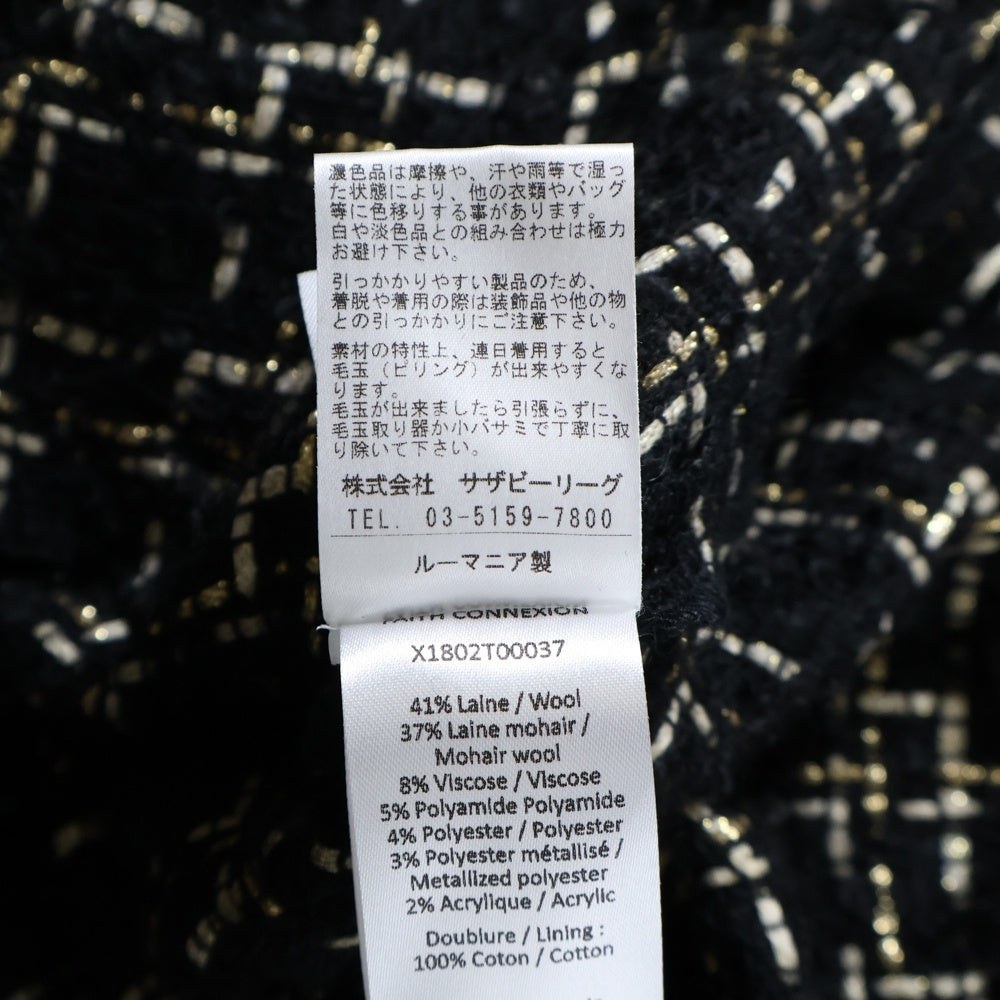 濃色品は摩擦や、汗や雨等で湿っ
た状態により、他の衣類やバッグ
等に色移りする事があります。
白や淡色品との組み合わせは極力
お避け下さい。
引っかかりやすい製品のため、
着脱や着用の際は装飾品や他の物
との引っかかりにご注意下さい。
素材の特性上、連日着用すると
毛玉（ピリング）が出来やすくな
ります。
毛玉が出来ましたら引張らずに、
毛玉取り器か小バサミで丁寧に取
り除いて下さい。
株式会社 サザビーリーグ
TEL. 03-5159-7800
ルーマニア製
FAITH CONNEXION
X1802T00037
41% Laine / Wool
37% Laine mohair /
Mohair wool
8% Viscose / Viscose
5% Polyamide Polyamide
4% Polyester / Polyester
3% Polyester métallisé /
Metallized polyester
2% Acrylique / Acrylic
Doublure / Lining :
100% Coton / Cotton